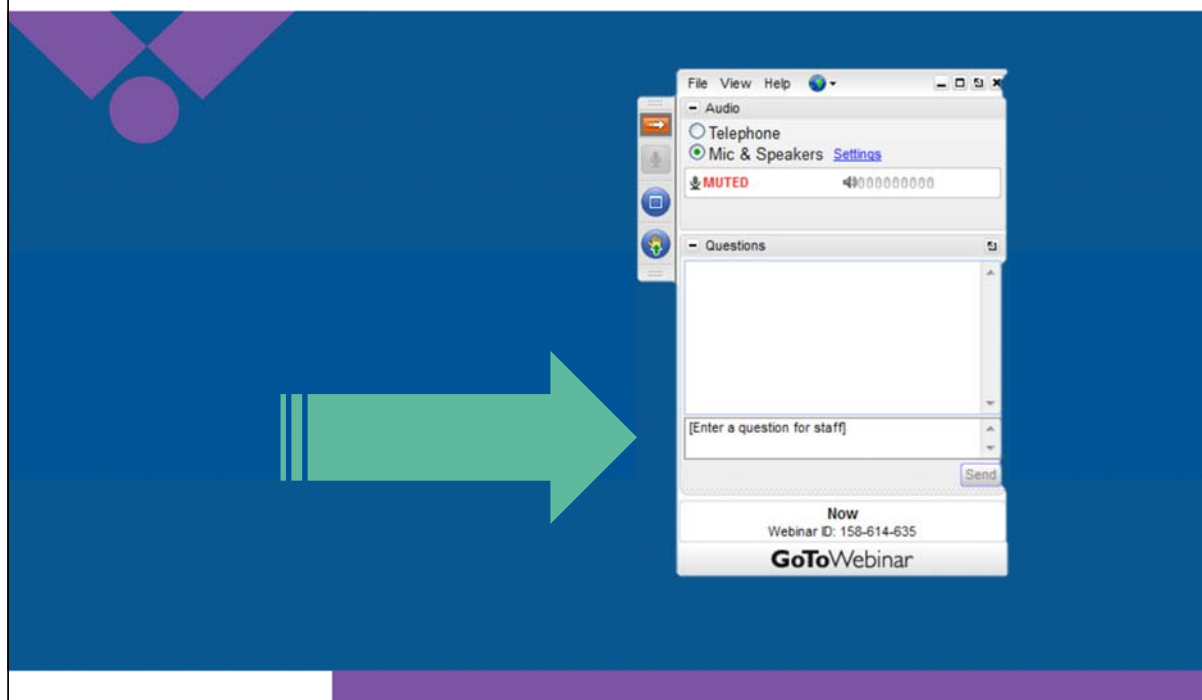 File View Help
Audio
Telephone
Mic & Speakers Settings
MUTED
Questions
[Enter a question for staff]
Send
Now
Webinar ID: 158-614-635
GoToWebinar